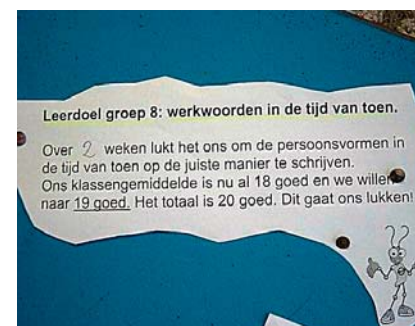 Leerdoel groep 8: werkwoorden in de tijd van toen.
Over 2 weken lukt het ons om de persoonsvormen in
de tijd van toen op de juiste manier te schrijven.
Ons klassengemiddelde is nu al 18 goed en we willen
naar 19 goed. Het totaal is 20 goed. Dit gaat ons lukken!
??